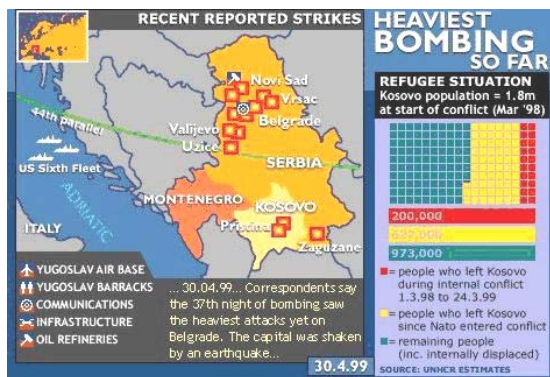 RECENT REPORTED STRIKES
HEAVIEST
BOMBING
SO FAR
REFUGEE SITUATION
Kosovo population = 1.8m
at start of conflict (Mar '98)
Novi Sad
Vrsac
44th parallel
Belgrade
Valijevo
Uzice
US Sixth Fleet
SERBIA
ADRIATIC
MONTENEGRO
KOSOVO
Pristina
ITALY
Zaguzane
200,000
973,000
YUGOSLAV AIR BASE
YUGOSLAV BARRACKS
COMMUNICATIONS
INFRASTRUCTURE
OIL REFINERIES
... 30.04.99... Correspondents say
the 37th night of bombing saw
the heaviest attacks yet on
Belgrade. The capital was shaken
by an earthquake...
30.4.99
= people who left Kosovo
during internal conflict
1.3.98 to 24.3.99
= people who left Kosovo
since Nato entered conflict
= remaining people
(inc. internally displaced)
SOURCE: UNHCR ESTIMATES